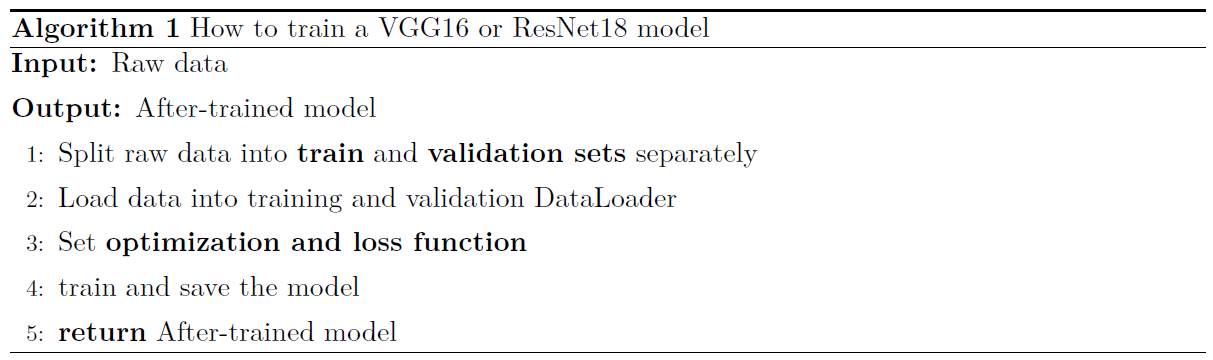 Algorithm 1 How to train a VGG16 or ResNet18 model
Input: Raw data
Output: After-trained model
1: Split raw data into train and validation sets separately
2: Load data into training and validation DataLoader
3: Set optimization and loss function
4: train and save the model
5: return After-trained model